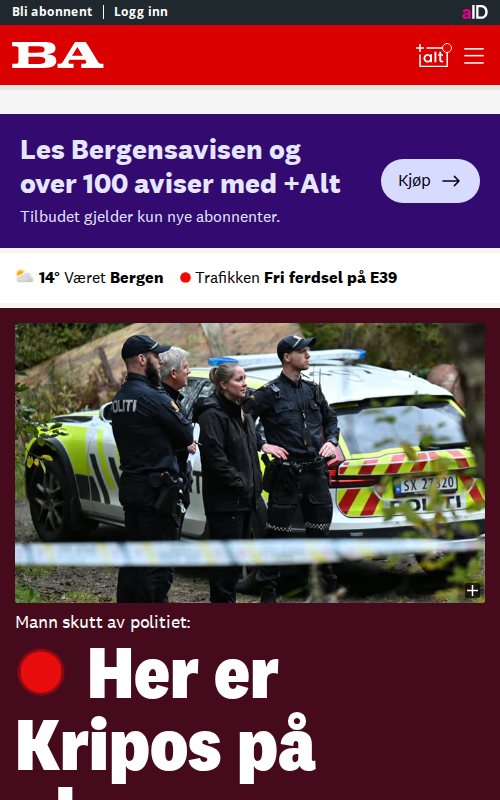 Bli abonnent
Logg inn
aID
BA
alt
Les Bergensavisen og
over 100 aviser med +Alt
Tilbudet gjelder kun nye abonnenter.
Kjøp
14° Været Bergen
Trafikken Fri ferdsel på E39
POLITI
SX 27320
POLITI
Mann skutt av politiet:
Her er
Kripos på